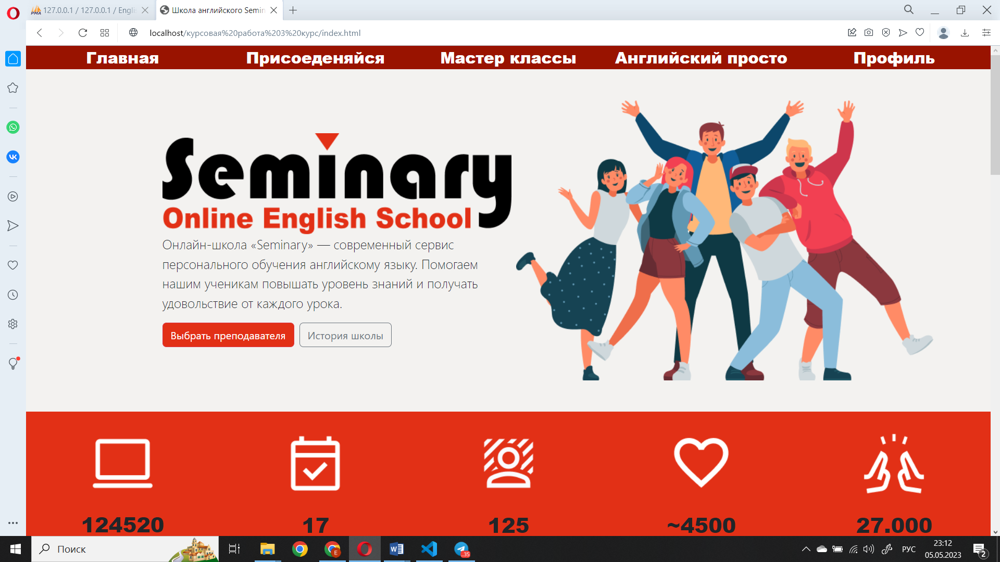 127.0.0.1 / 127.0.0.1 / Engli
Школа английского Semin
localhost/курсовая%20работа%203%20курс/index.html
Главная
Присоеденяйся
Мастер классы
Английский просто
Профиль
Seminary
Online English School
Онлайн-школа «Seminary» — современный сервис
персонального обучения английскому языку. Помогаем
нашим ученикам повышать уровень знаний и получать
удовольствие от каждого урока.
Выбрать преподавателя
История школы
124520
17
125
~4500
27.000
Поиск
E
..35
РУС
23:12
05.05.2023
2
PMA